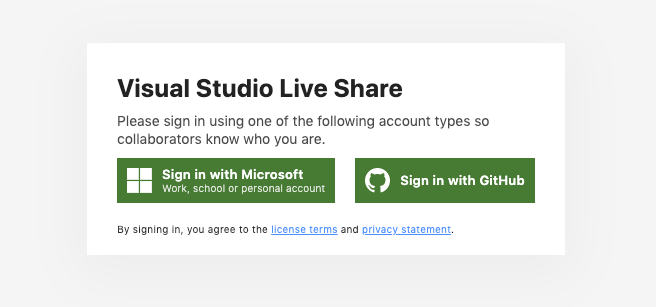 Visual Studio Live Share
Please sign in using one of the following account types so
collaborators know who you are.
Sign in with Microsoft
Work, school or personal account
Sign in with GitHub
By signing in, you agree to the license terms and privacy statement.